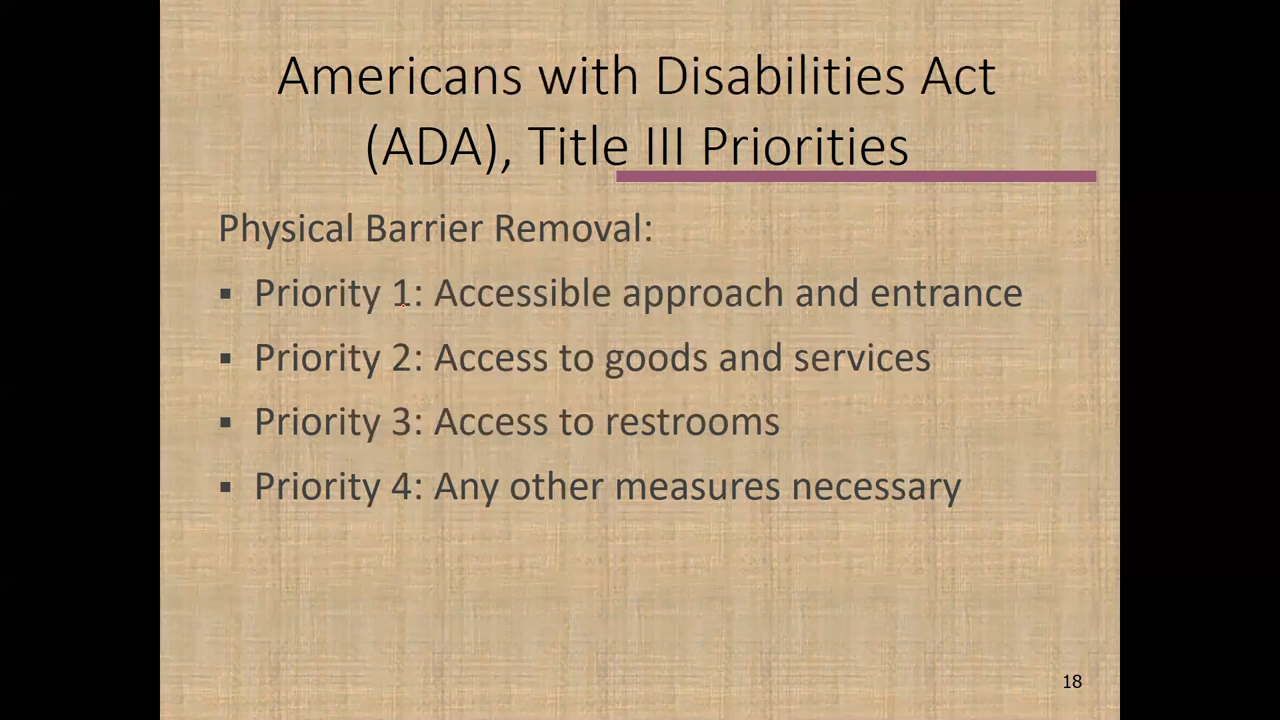 Americans with Disabilities Act
(ADA), Title III Priorities
Physical Barrier Removal:
▪ Priority 1: Accessible approach and entrance
▪ Priority 2: Access to goods and services
▪ Priority 3: Access to restrooms
▪ Priority 4: Any other measures necessary
18